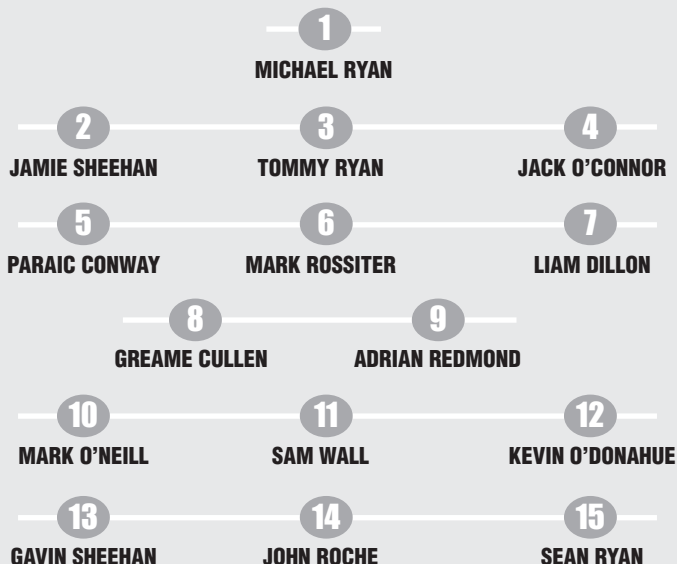 1
MICHAEL RYAN
2 3 4
JAMIE SHEEHAN TOMMY RYAN JACK O'CONNOR
5 6 7
PARAIC CONWAY MARK ROSSITER LIAM DILLON
8 9
GREAME CULLEN ADRIAN REDMOND
10 11 12
MARK O'NEILL SAM WALL KEVIN O'DONAHUE
13 14 15
GAVIN SHEEHAN JOHN ROCHE SEAN RYAN